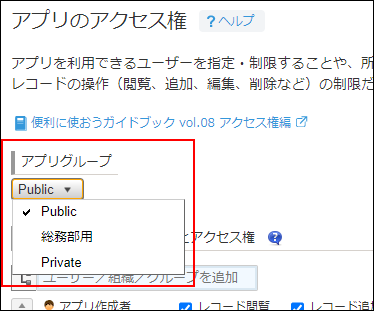 アプリのアクセス権 ? ヘルプ
アプリを利用できるユーザーを指定・制限することや、所
レコードの操作（閲覧、追加、編集、削除など）の制限だ
便利に使おうガイドブック vol.08 アクセス権編
アプリグループ
Public
Public
総務部用
Private
とアクセス権 ?
ユーザー／組織／グループを追加
アプリ作成者 レコード閲覧 レコード追加